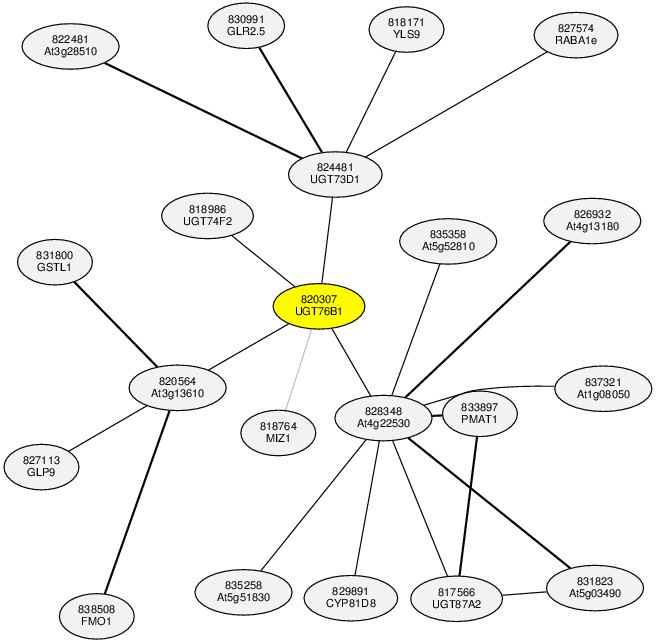 830991
GLR2.5
818171
YLS9
827574
RABA1e
822481
At3g28510
824481
UGT73D1
818986
UGT74F2
826932
At4g13180
835358
At5g52810
831800
GSTL1
820307
UGT76B1
820564
At3g13610
837321
At1g08050
833897
PMAT1
828348
At4g22530
818764
MIZ1
827113
GLP9
835258
At5g51830
829891
CYP81D8
817566
UGT87A2
831823
At5g03490
838508
FMO1